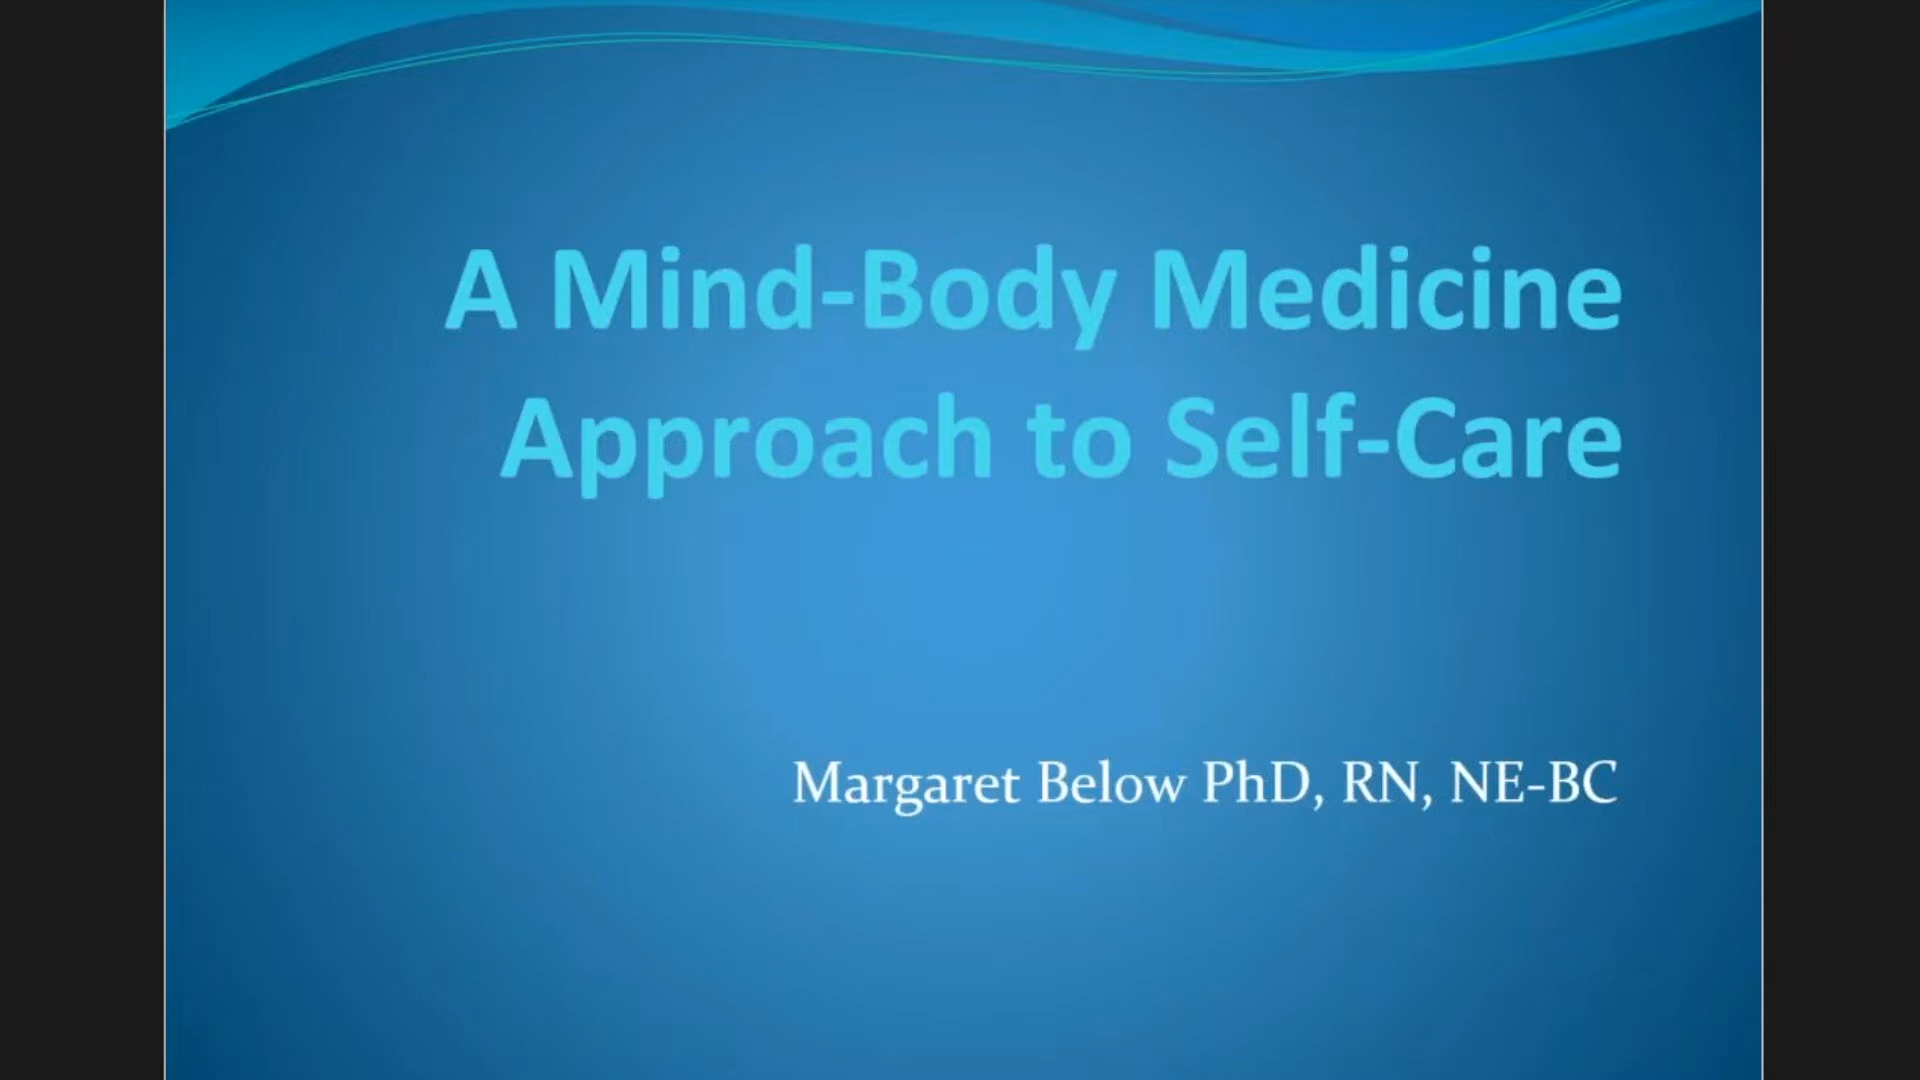 A Mind-Body Medicine
Approach to Self-Care
Margaret Below PhD, RN, NE-BC